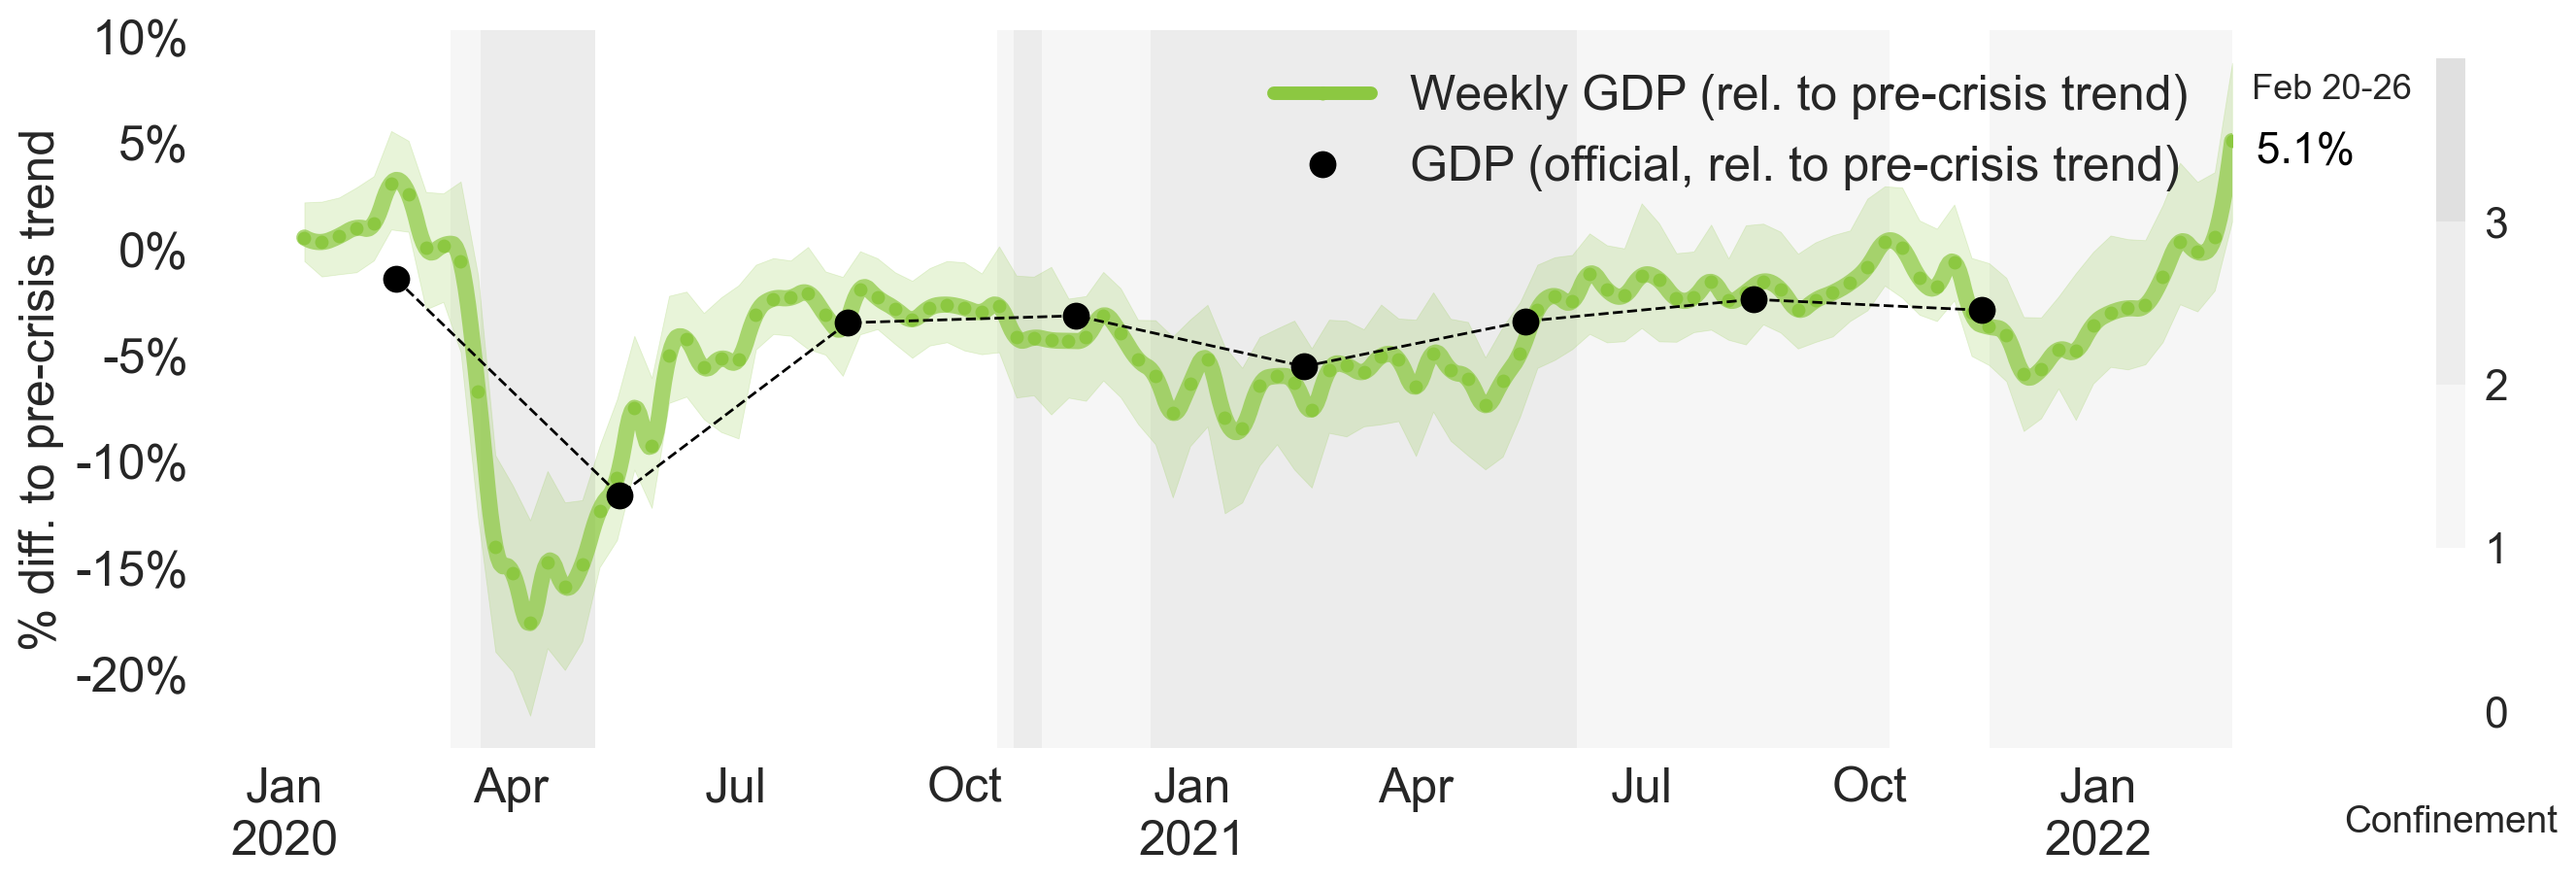 10%
5%
0%
-5%
-10%
-15%
-20%
% diff. to pre-crisis trend
Weekly GDP (rel. to pre-crisis trend)
GDP (official, rel. to pre-crisis trend)
Feb 20-26
5.1%
3
2
1
0
Confinement
Jan Apr Jul Oct Jan Apr Jul Oct Jan
2020 2021 2022